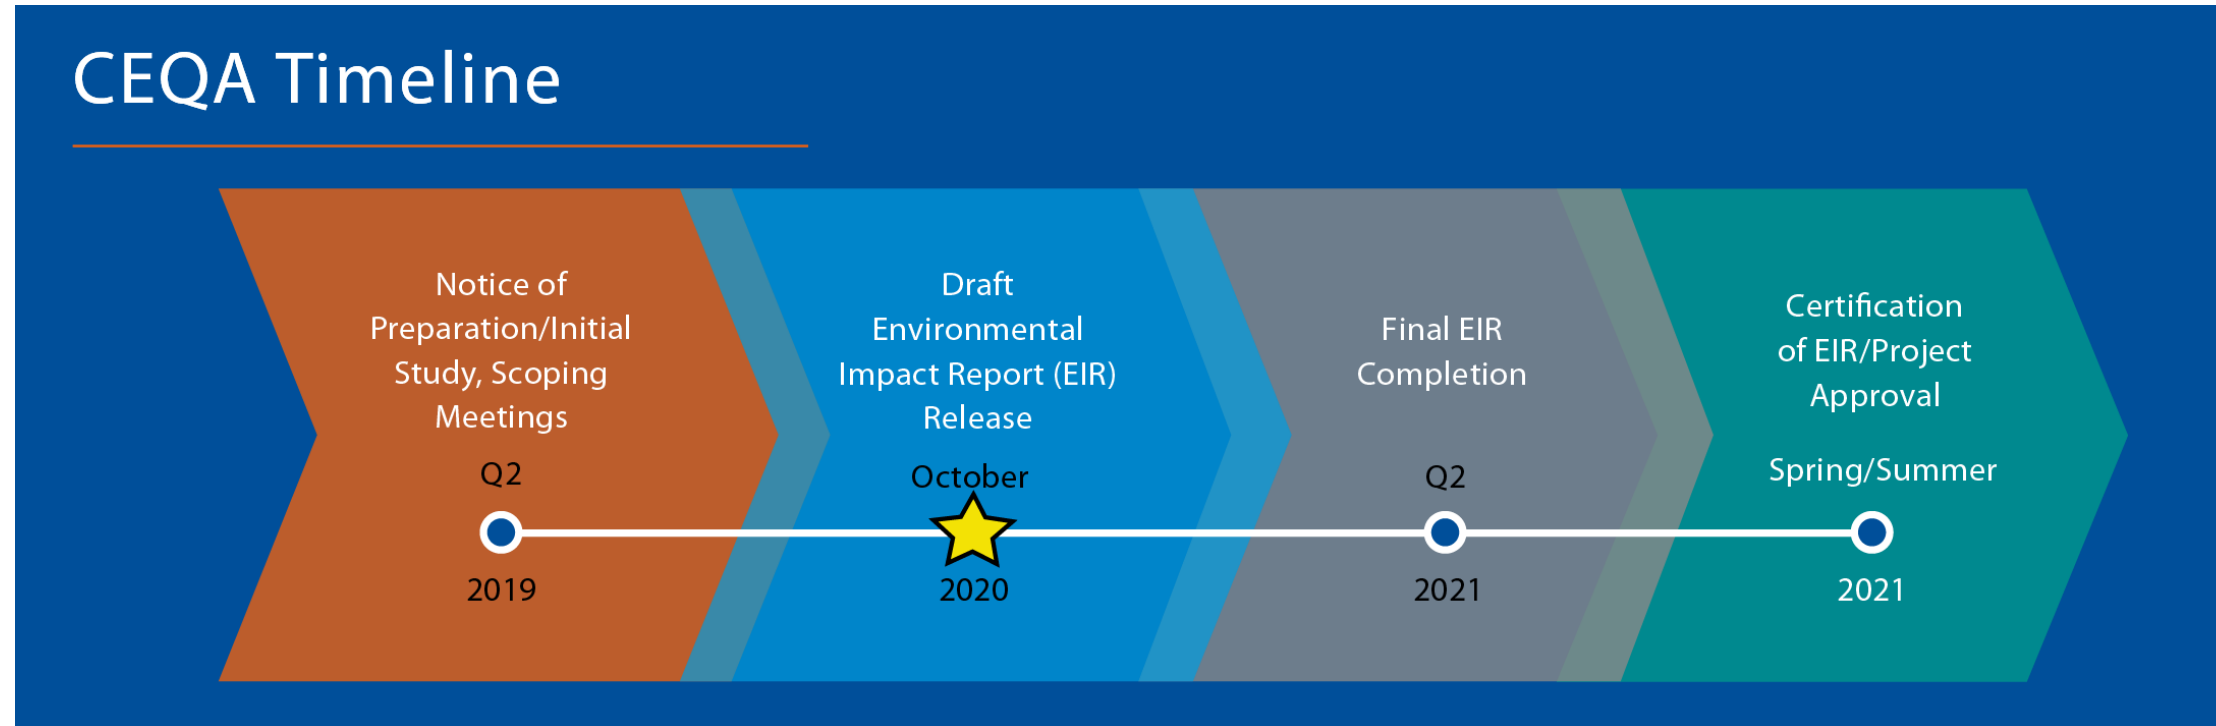 CEQA Timeline
Notice of
Preparation/Initial
Study, Scoping
Meetings
Q2
2019
Draft
Environmental
Impact Report (EIR)
Release
October
2020
Final EIR
Completion
Q2
2021
Certification
of EIR/Project
Approval
Spring/Summer
2021